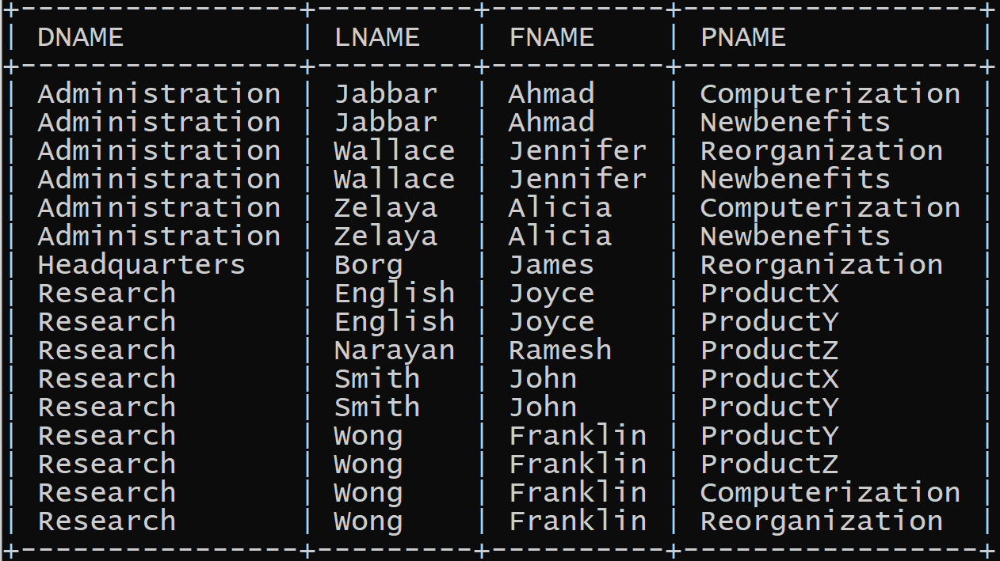 +----------------+---------+----------+-----------------+
| DNAME          | LNAME   | FNAME    | PNAME           |
+----------------+---------+----------+-----------------+
| Administration | Jabbar  | Ahmad    | Computerization |
| Administration | Jabbar  | Ahmad    | Newbenefits     |
| Administration | Wallace | Jennifer | Reorganization  |
| Administration | Wallace | Jennifer | Newbenefits     |
| Administration | Zelaya  | Alicia   | Computerization |
| Administration | Zelaya  | Alicia   | Newbenefits     |
| Headquarters   | Borg    | James    | Reorganization  |
| Research       | English | Joyce    | ProductX        |
| Research       | English | Joyce    | ProductY        |
| Research       | Narayan | Ramesh   | ProductZ        |
| Research       | Smith   | John     | ProductX        |
| Research       | Smith   | John     | ProductY        |
| Research       | Wong    | Franklin | ProductY        |
| Research       | Wong    | Franklin | ProductZ        |
| Research       | Wong    | Franklin | Computerization |
| Research       | Wong    | Franklin | Reorganization  |
+----------------+---------+----------+-----------------+